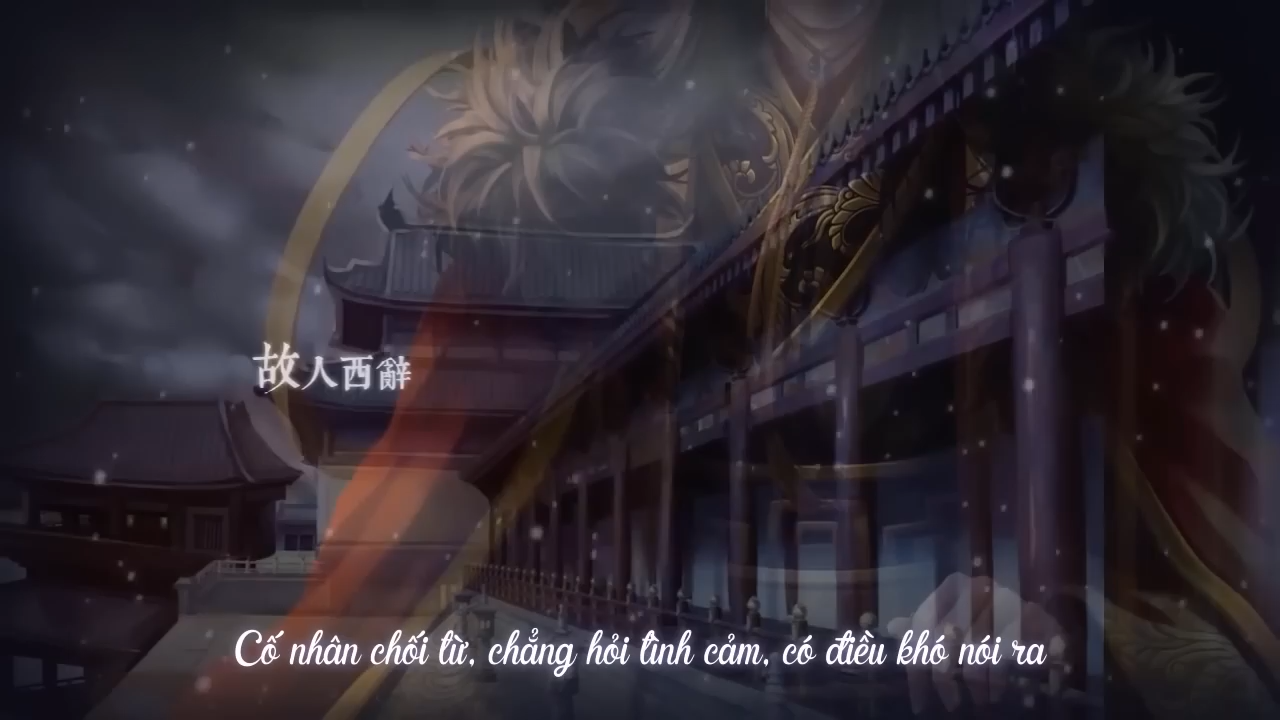 故人西辭
Cố nhân chối từ, chẳng hỏi tình cảm, có điều khó nói ra